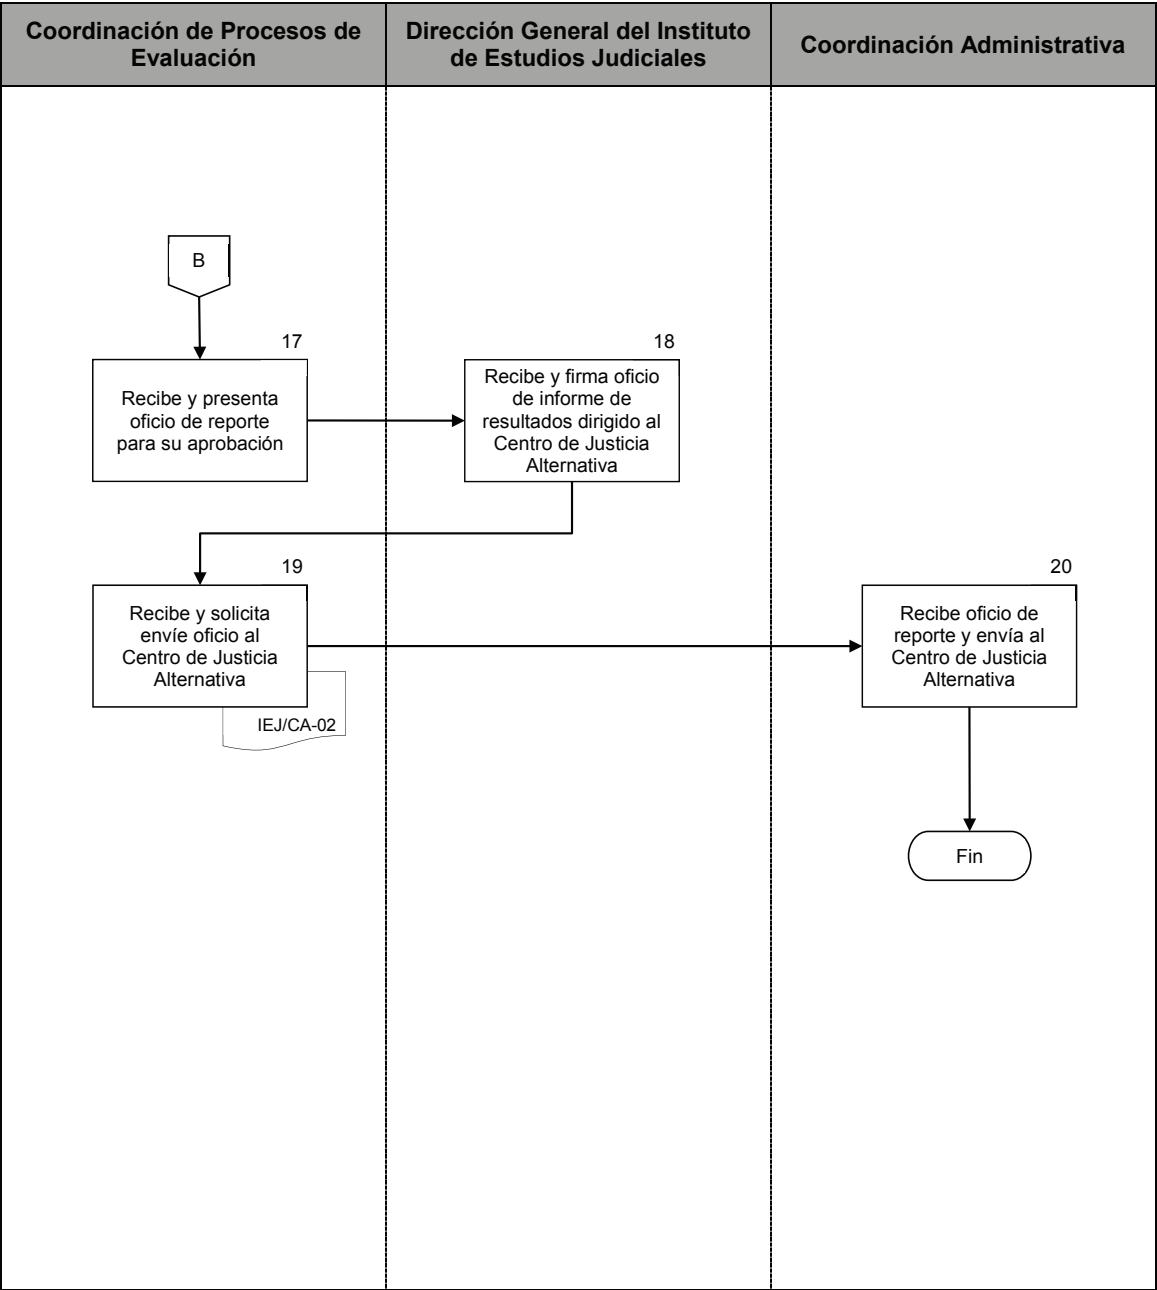 Coordinación de Procesos de
Evaluación
Dirección General del Instituto
de Estudios Judiciales
Coordinación Administrativa
B
17
Recibe y presenta
oficio de reporte
para su aprobación
18
Recibe y firma oficio
de informe de
resultados dirigido al
Centro de Justicia
Alternativa
19
Recibe y solicita
envíe oficio al
Centro de Justicia
Alternativa
IEJ/CA-02
20
Recibe oficio de
reporte y envía al
Centro de Justicia
Alternativa
Fin